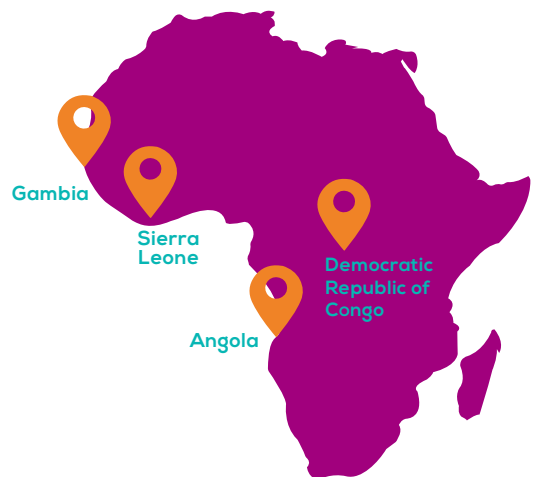 Gambia
Sierra
Leone
Democratic
Republic of
Congo
Angola